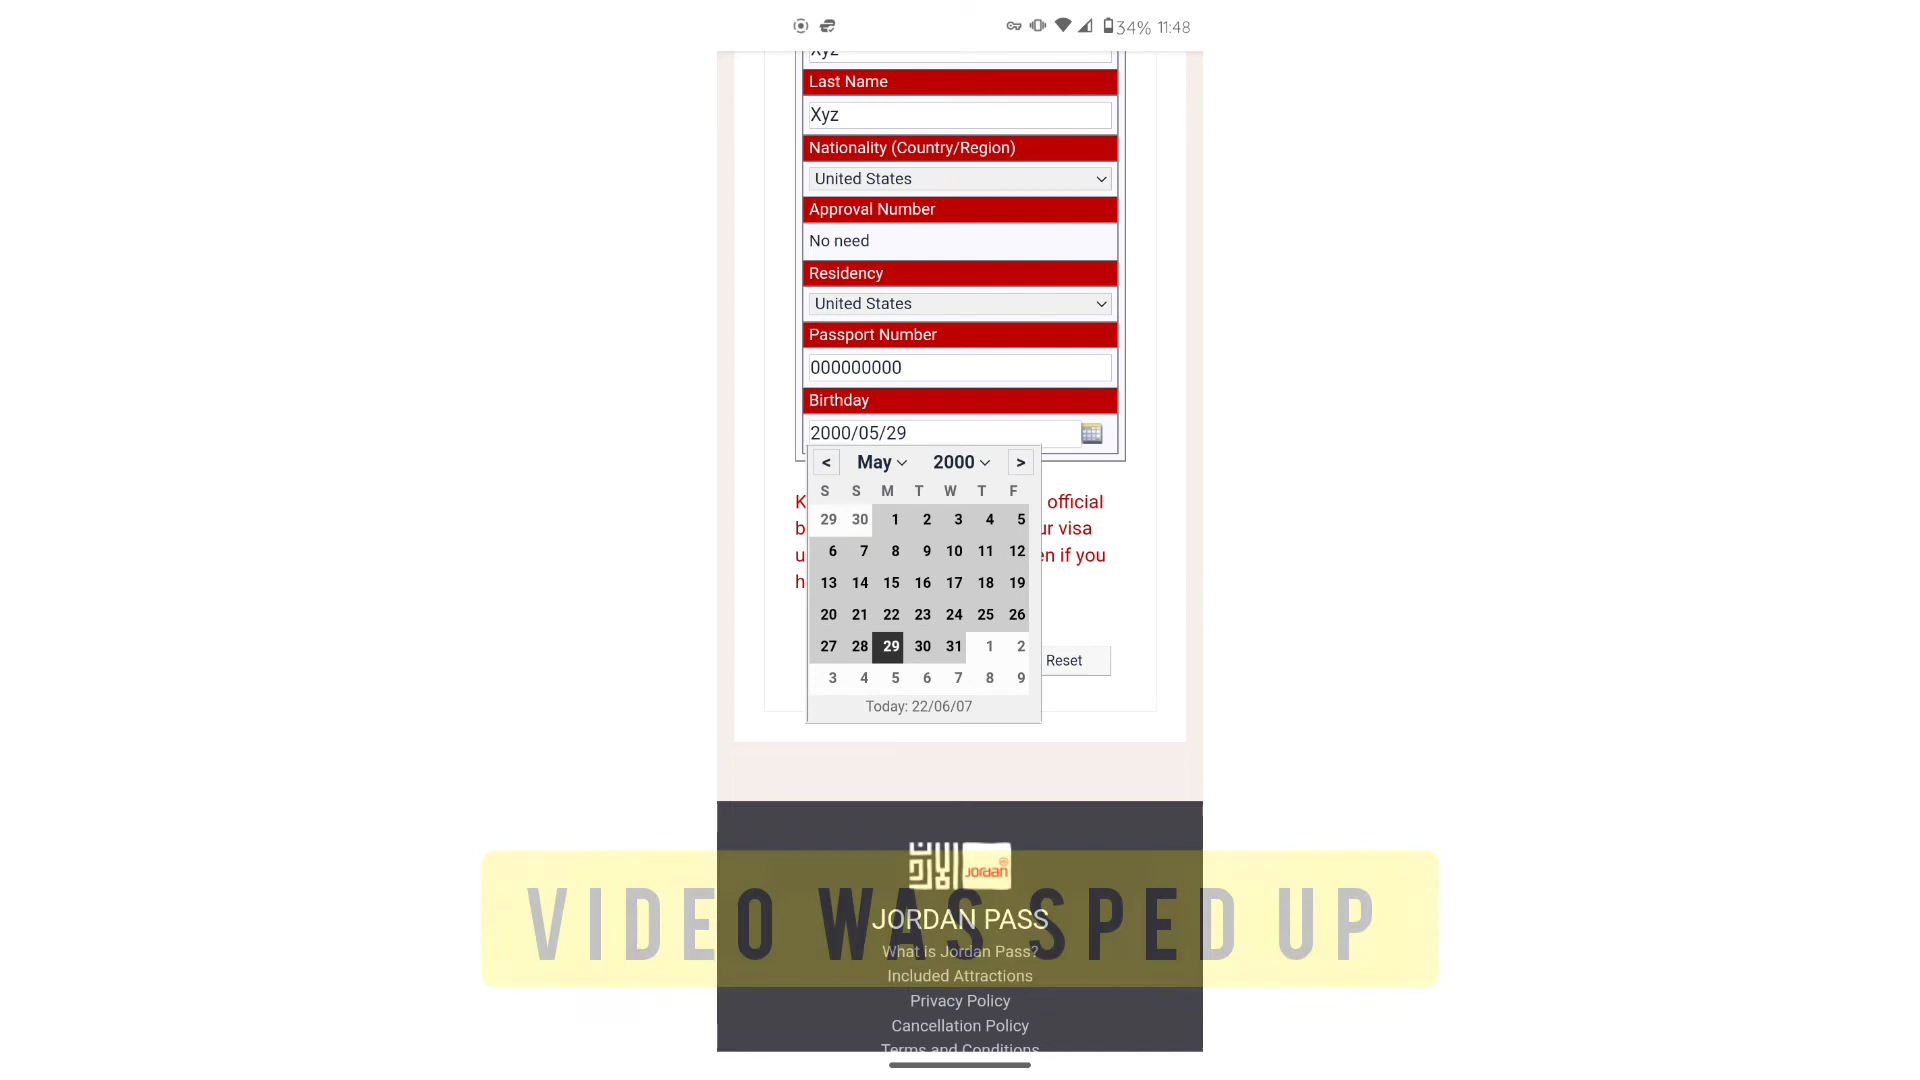 34% 11:48
Xyz
Last Name
Xyz
Nationality (Country/Region)
United States
Approval Number
No need
Residency
United States
Passport Number
000000000
Birthday
2000/05/29
< May 2000 >
S S M T W T F
29 30 1 2 3 4 5
6 7 8 9 10 11 12
13 14 15 16 17 18 19
20 21 22 23 24 25 26
27 28 29 30 31 1 2
3 4 5 6 7 8 9
Today: 22/06/07
K official
b ur visa
u en if you
h
Reset
Jordan
JORDAN PASS
VIDEO WAS SPED UP
What is Jordan Pass?
Included Attractions
Privacy Policy
Cancellation Policy
Terms and Conditions